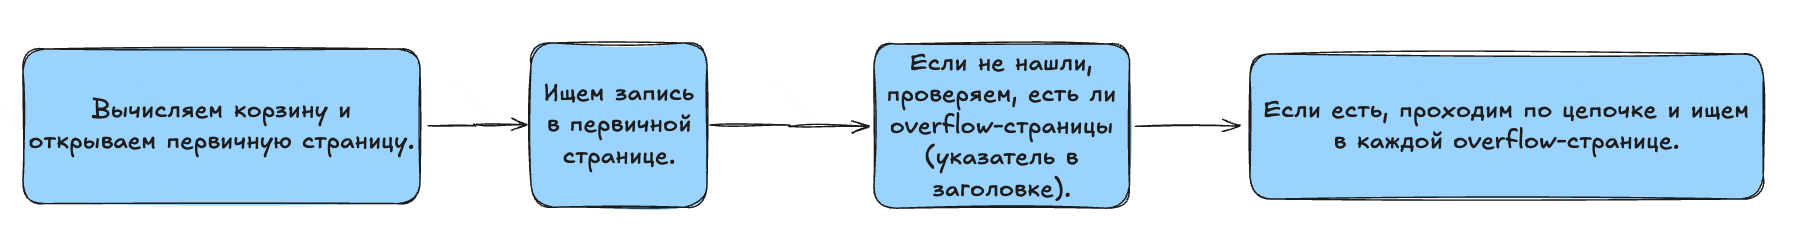 Вычисляем корзину и
открываем первичную страницу.
Ищем запись
в первичной
странице.
Если не нашли,
проверяем, есть ли
overflow-страницы
(указатель в
заголовке).
Если есть, проходим по цепочке и ищем
в каждой overflow-странице.